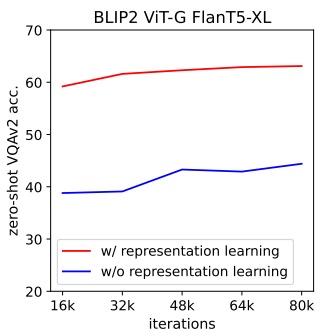 BLIP2 ViT-G FlanT5-XL
zero-shot VQAv2 acc.
70
60
50
40
30
20
w/ representation learning
w/o representation learning
16k 32k 48k 64k 80k
iterations